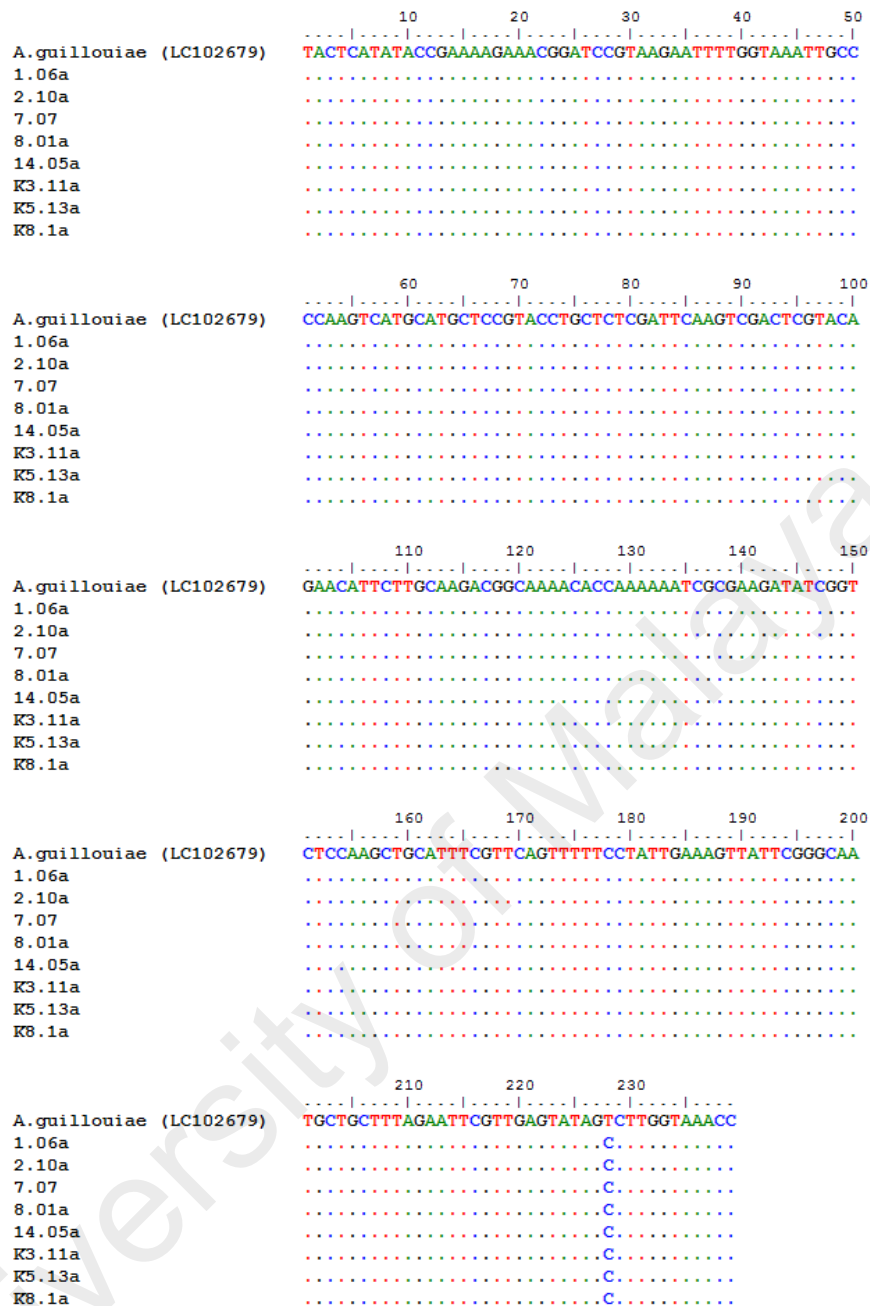 10 20 30 40 50
....|....|....|....|....|....|....|....|....|....|
A.guillouiae (LC102679) TACTCATATACCGAAAAGAAACGGATCCGTAAGAATTTTGGTAAATTGCC
1.06a ..................................................
2.10a ..................................................
7.07 ..................................................
8.01a ..................................................
14.05a ..................................................
K3.11a ..................................................
K5.13a ..................................................
K8.1a ..................................................
60 70 80 90 100
....|....|....|....|....|....|....|....|....|....|
A.guillouiae (LC102679) CCAAGTCATGCATGCTCCGTACCTGCTCTCGATTCAAGTCGACTCGTACA
1.06a ..................................................
2.10a ..................................................
7.07 ..................................................
8.01a ..................................................
14.05a ..................................................
K3.11a ..................................................
K5.13a ..................................................
K8.1a ..................................................
110 120 130 140 150
....|....|....|....|....|....|....|....|....|....|
A.guillouiae (LC102679) GAACATTCTTGCAAGACGGCAAAACACCAAAAAATCGCGAAGATATCGGT
1.06a ..................................................
2.10a ..................................................
7.07 ..................................................
8.01a ..................................................
14.05a ..................................................
K3.11a ..................................................
K5.13a ..................................................
K8.1a ..................................................
160 170 180 190 200
....|....|....|....|....|....|....|....|....|....|
A.guillouiae (LC102679) CTCCAAGCTGCATTTCGTTCAGTTTTTCCTATTGAAAGTTATTCGGGCAA
1.06a ..................................................
2.10a ..................................................
7.07 ..................................................
8.01a ..................................................
14.05a ..................................................
K3.11a ..................................................
K5.13a ..................................................
K8.1a ..................................................
210 220 230
....|....|....|....|....|....|....|....
A.guillouiae (LC102679) TGCTGCTTTAGAATTCGTTGAGTATAGTCTTGGTAAACC
1.06a ...........................C...........
2.10a ...........................C...........
7.07 ...........................C...........
8.01a ...........................C...........
14.05a ...........................C...........
K3.11a ...........................C...........
K5.13a ...........................C...........
K8.1a ...........................C...........
versity of Malaya